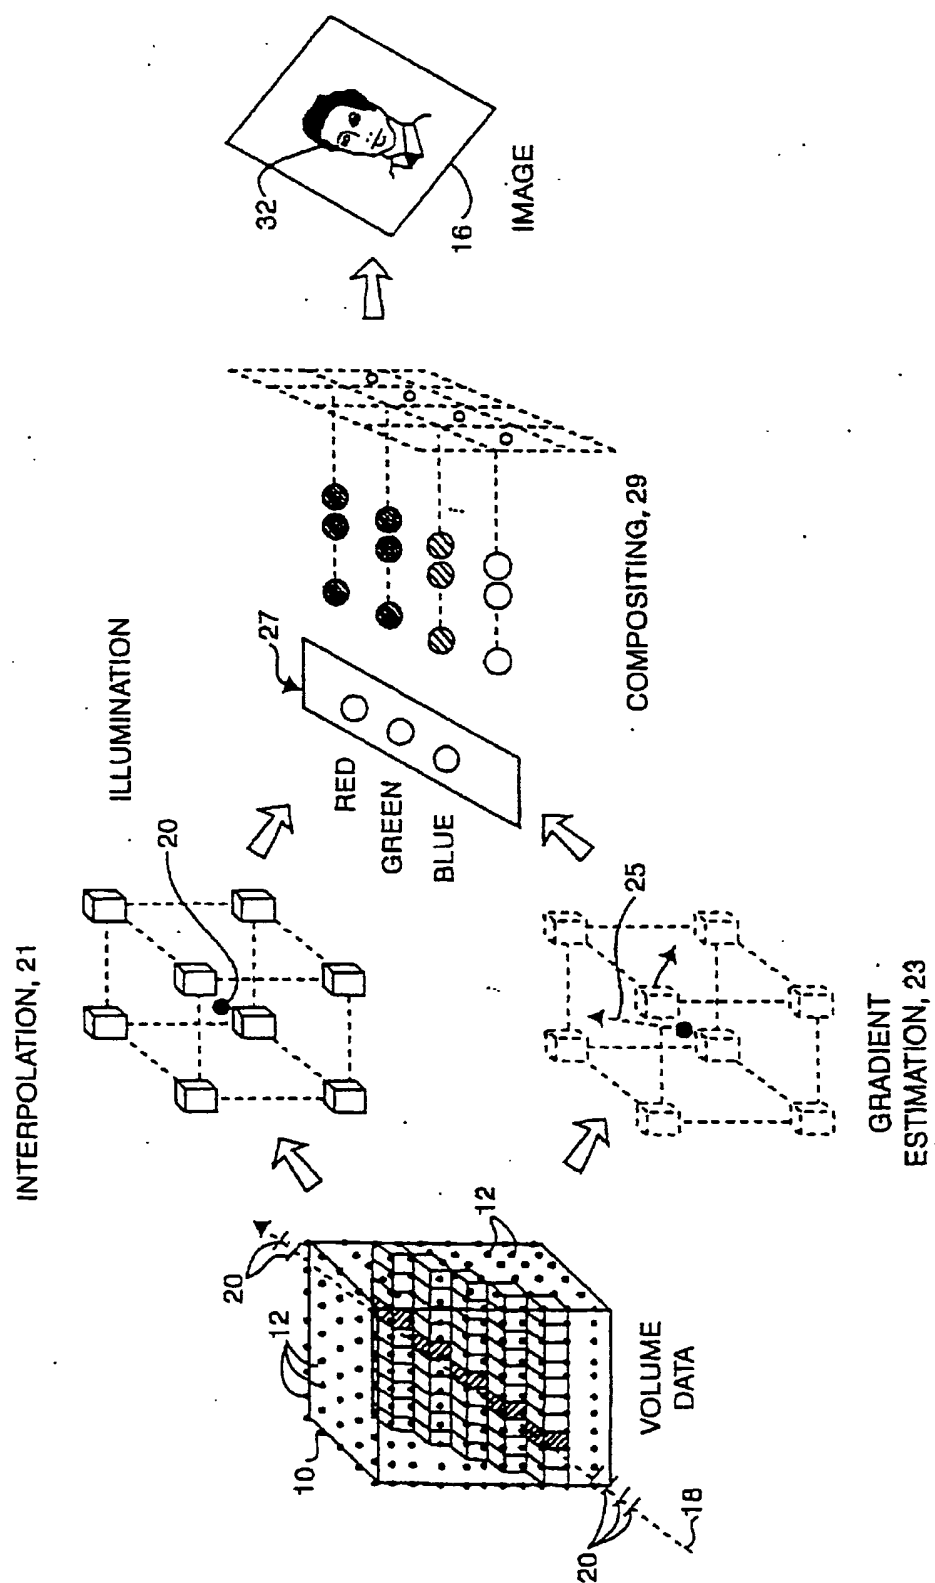 INTERPOLATION, 21
20
ILLUMINATION
27
RED
GREEN
BLUE
32
16
IMAGE
COMPOSITING, 29
20
12
10
12
20
18
VOLUME
DATA
25
GRADIENT
ESTIMATION, 23